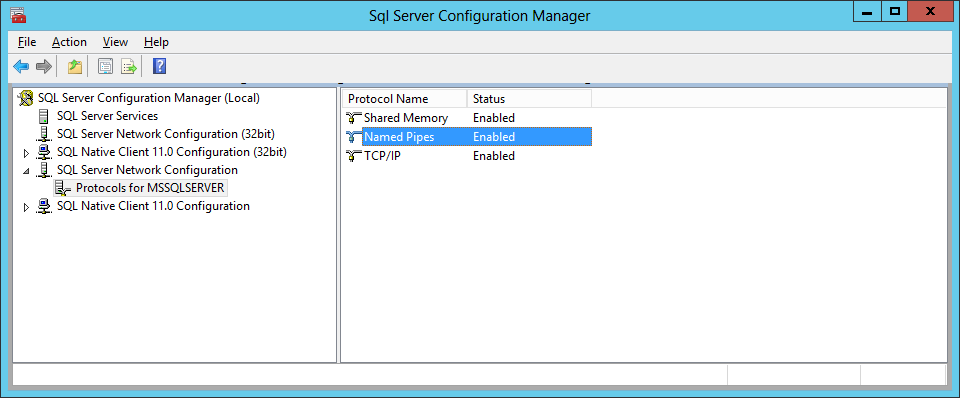 Sql Server Configuration Manager
File Action View Help
SQL Server Configuration Manager (Local)
SQL Server Services
SQL Server Network Configuration (32bit)
SQL Native Client 11.0 Configuration (32bit)
SQL Server Network Configuration
Protocols for MSSQLSERVER
SQL Native Client 11.0 Configuration
Protocol Name Status
Shared Memory Enabled
Named Pipes Enabled
TCP/IP Enabled